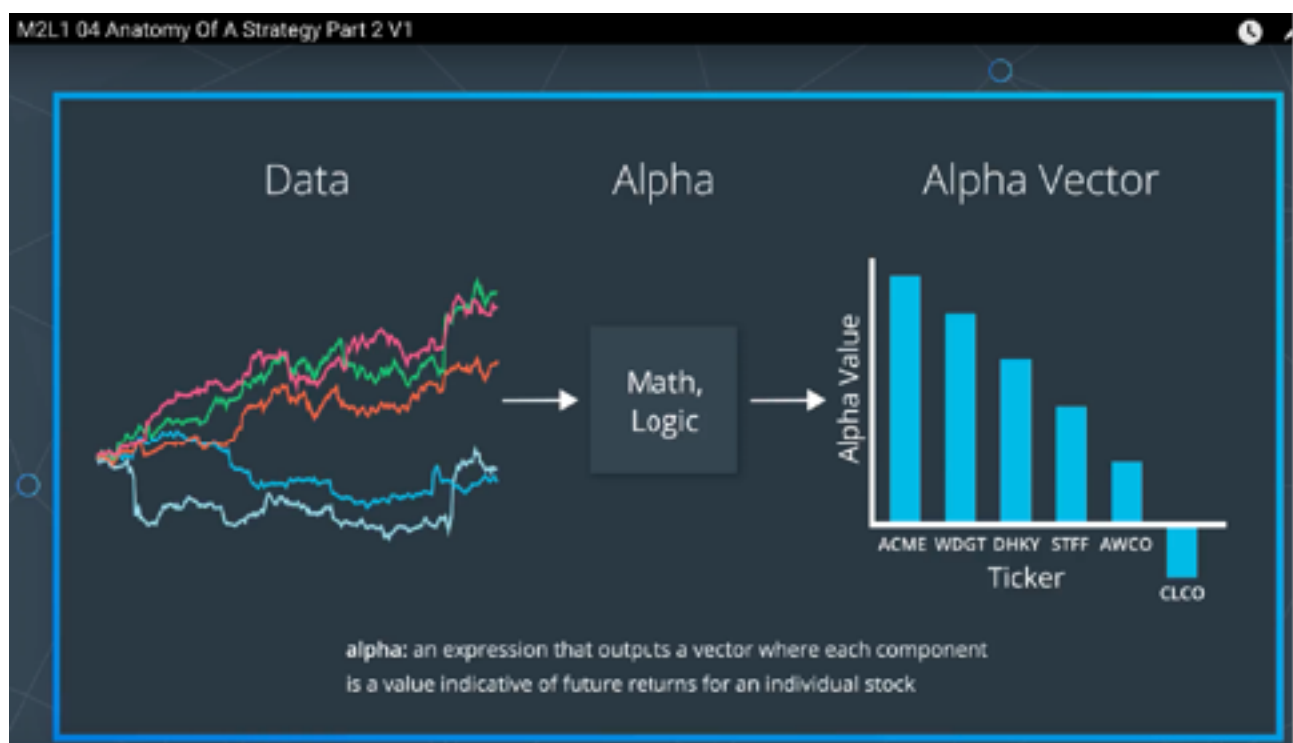 M2L1 04 Anatomy Of A Strategy Part 2 V1
Data
Alpha
Alpha Vector
Math,
Logic
Alpha Value
ACME WDGT DHKY STFF AWCO
CLCO
Ticker
alpha: an expression that outputs a vector where each component
is a value indicative of future returns for an individual stock